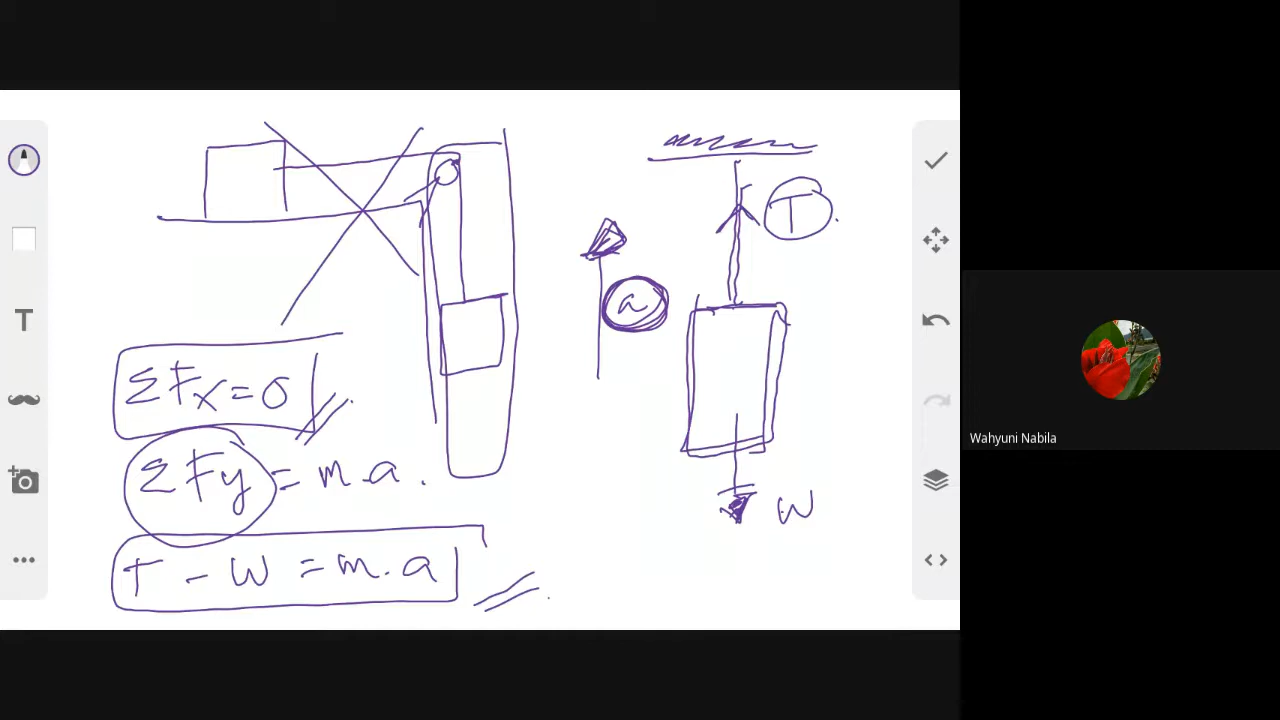 ΣFx = 0
ΣFy = m.a.
T - W = m.a
a
T
W
T
Wahyuni Nabila